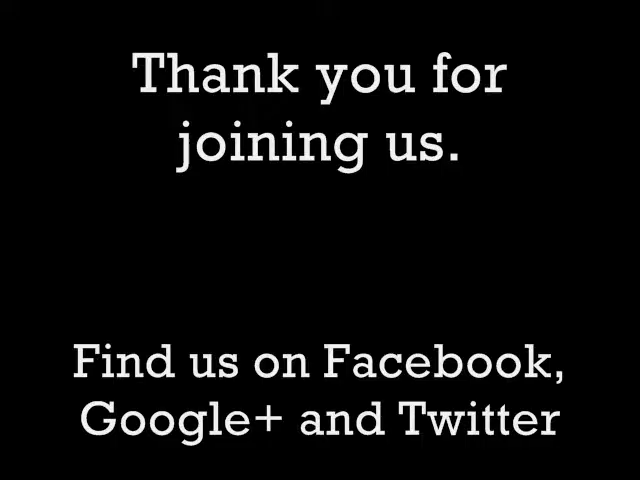 Thank you for
joining us.
Find us on Facebook,
Google+ and Twitter